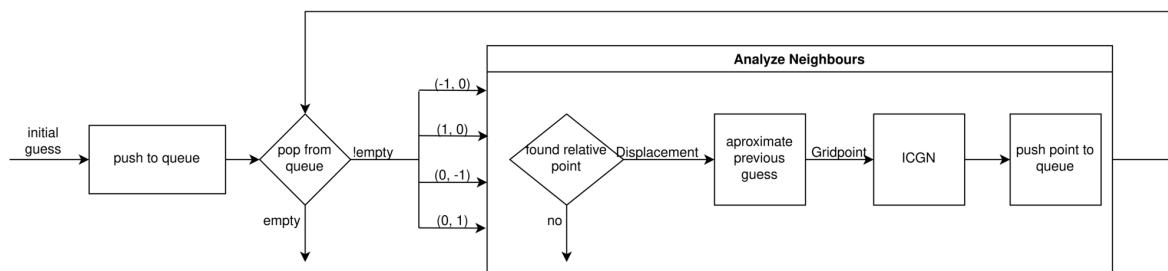 Analyze Neighbours
initial
guess
push to queue
pop from
queue
!empty
empty
(-1, 0)
(1, 0)
(0, -1)
(0, 1)
found relative
point
no
Displacement
aproximate
previous
guess
Gridpoint
ICGN
push point to
queue